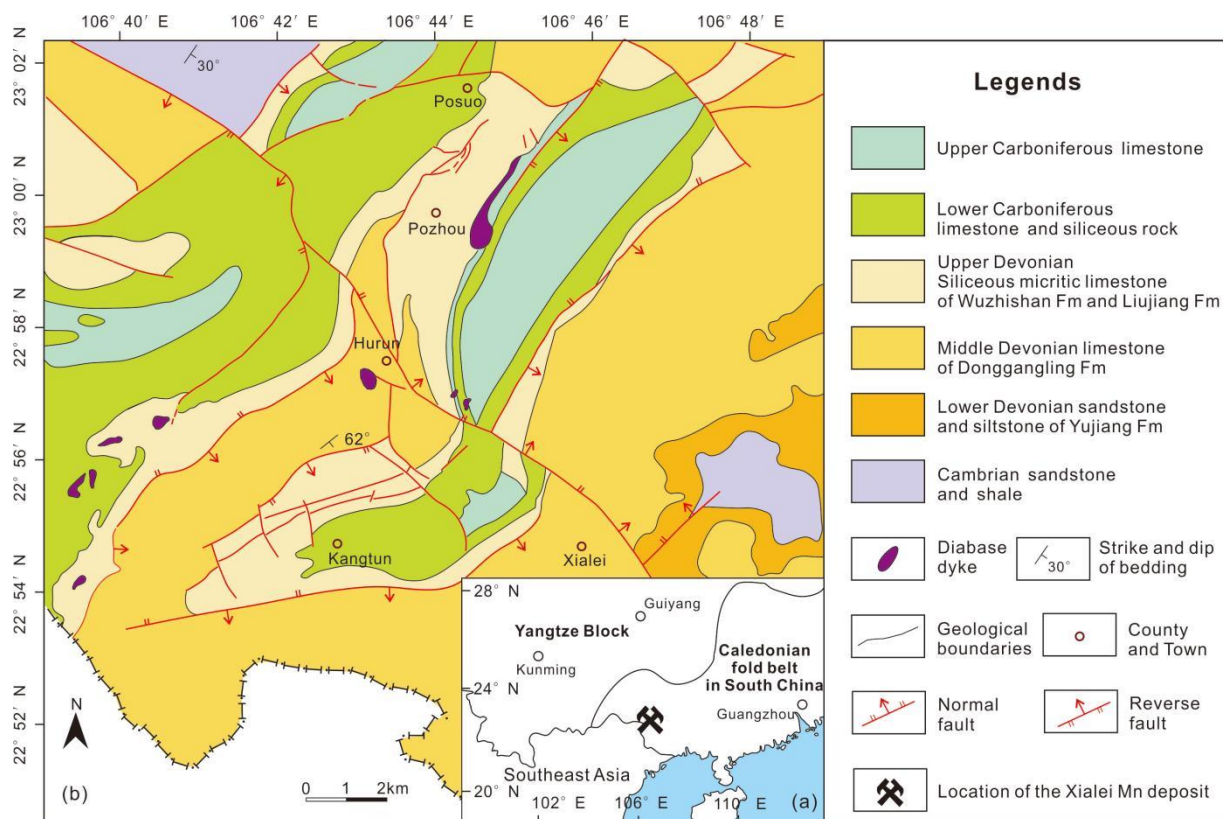 106° 40′ E
106° 42′ E
106° 44′ E
106° 46′ E
106° 48′ E
23° 02′ N
23° 00′ N
22° 58′ N
22° 56′ N
22° 54′ N
22° 52′ N
30°
Posuo
Pozhou
Hurun
62°
Kangtun
Xialei
N
0 1 2km
(b)
28° N
24° N
20° N
Guiyang
Yangtze Block
Kunming
Caledonian
fold belt
in South China
Guangzhou
Southeast Asia
102° E
106° E
110° E
(a)
Legends
Upper Carboniferous limestone
Lower Carboniferous
limestone and siliceous rock
Upper Devonian
Siliceous micritic limestone
of Wuzhishan Fm and Liujiang Fm
Middle Devonian limestone
of Donggangling Fm
Lower Devonian sandstone
and siltstone of Yujiang Fm
Cambrian sandstone
and shale
Diabase
dyke
30°
Strike and dip
of bedding
Geological
boundaries
County
and Town
Normal
fault
Reverse
fault
Location of the Xialei Mn deposit